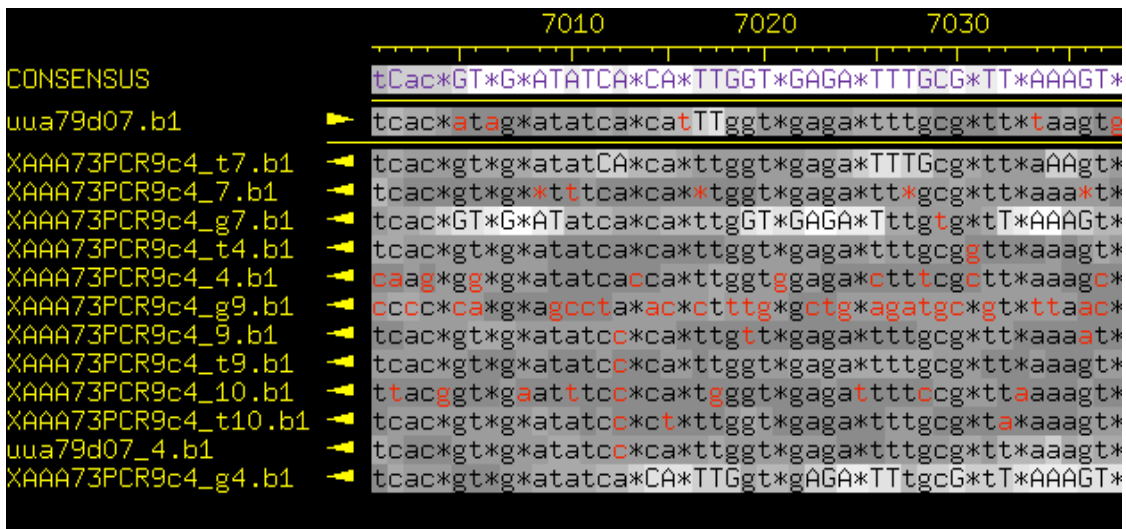 7010 7020 7030
CONSENSUS tCac*GT*G*ATATCA*CA*TTGGT*GAGA*TTTGCG*TT*AAAGT*
uua79d07.b1 tcac*atag*atatca*catTTggt*gaga*tttgcg*tt*taagtg
XAAA73PCR9c4_t7.b1 tcac*gt*g*atatCA*ca*ttggt*gaga*TTTGcg*tt*aAAgt*
XAAA73PCR9c4_7.b1 tcac*gt*g**tttca*ca**tggt*gaga*tt*gcg*tt*aaa*t*
XAAA73PCR9c4_g7.b1 tcac*GT*G*ATatca*ca*ttgGT*GAGA*Tttgtg*tT*AAAGt*
XAAA73PCR9c4_t4.b1 tcac*gt*g*atatca*ca*ttggt*gaga*tttgcggtt*aaagt*
XAAA73PCR9c4_4.b1 caag*gg*g*atatcacca*ttggtggaga*ctttcgctt*aaagc*
XAAA73PCR9c4_g9.b1 cccc*ca*g*agccta*ac*ctttg*gctg*agatgc*gt*ttaac*
XAAA73PCR9c4_9.b1 tcac*gt*g*atatcc*ca*ttgtt*gaga*tttgcg*tt*aaaat*
XAAA73PCR9c4_t9.b1 tcac*gt*g*atatcc*ca*ttggt*gaga*tttgcg*tt*aaagt*
XAAA73PCR9c4_10.b1 ttacggt*gaatttcc*ca*tgggt*gagattttccg*ttaaaagt*
XAAA73PCR9c4_t10.b1 tcac*gt*g*atatcc*ct*ttggt*gaga*tttgcg*ta*aaagt*
uua79d07_4.b1 tcac*gt*g*atatcc*ca*ttggt*gaga*tttgcg*tt*aaagt*
XAAA73PCR9c4_g4.b1 tcac*gt*g*atatca*CA*TTGgt*gAGA*TTtgcG*tT*AAAGT*